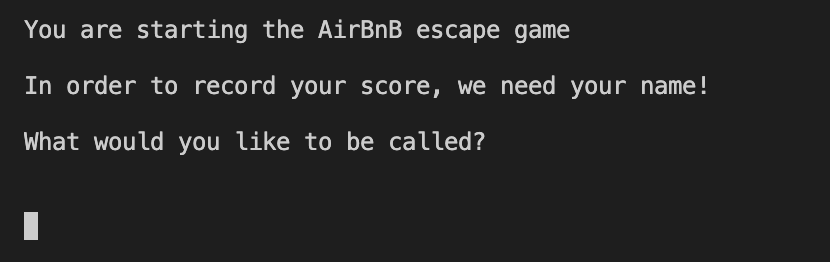 You are starting the AirBnB escape game
In order to record your score, we need your name!
What would you like to be called?